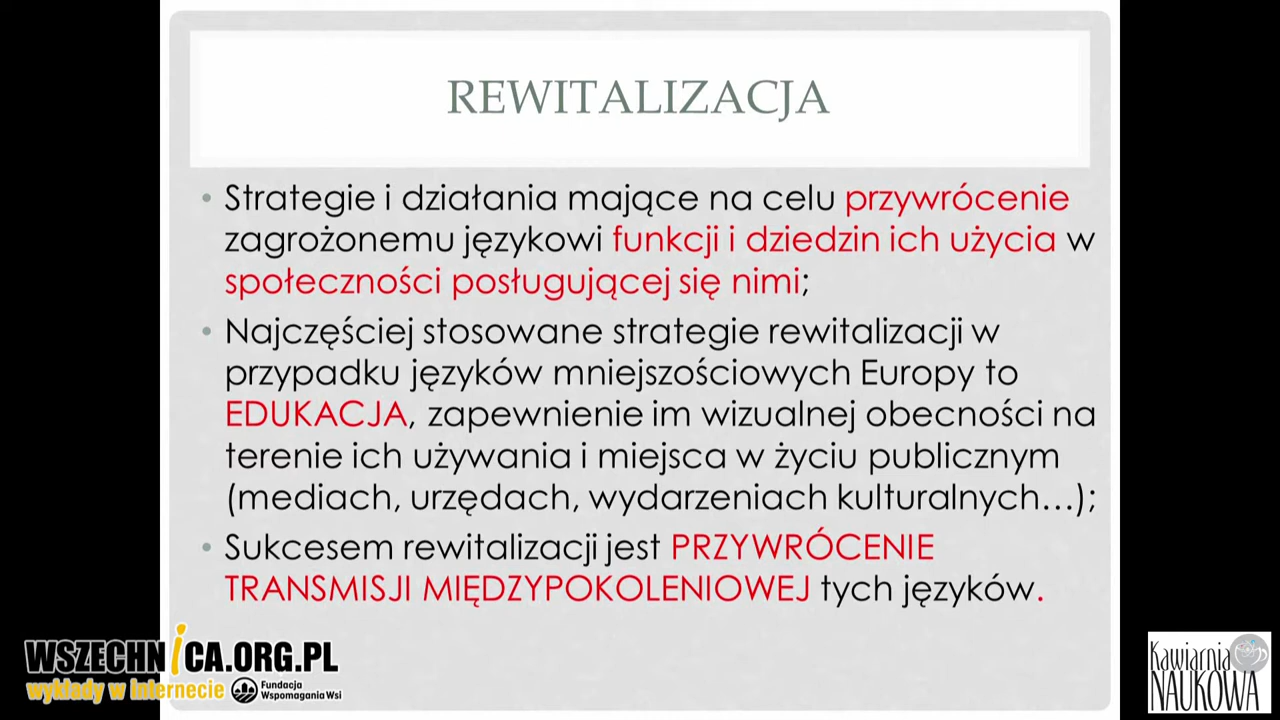 REWITALIZACJA
• Strategie i działania mające na celu przywrócenie
zagrożonemu językowi funkcji i dziedzin ich użycia w
społeczności posługującej się nimi;
• Najczęściej stosowane strategie rewitalizacji w
przypadku języków mniejszościowych Europy to
EDUKACJA, zapewnienie im wizualnej obecności na
terenie ich używania i miejsca w życiu publicznym
(mediach, urzędach, wydarzeniach kulturalnych...);
• Sukcesem rewitalizacji jest PRZYWRÓCENIE
TRANSMISJI MIĘDZYPOKOLENIOWEJ tych języków.
WSZECHNiCA.ORG.PL
wykłady w Internecie
Fundacja
Wspomagania Wsi
Kawiarnia
NAUKOWA